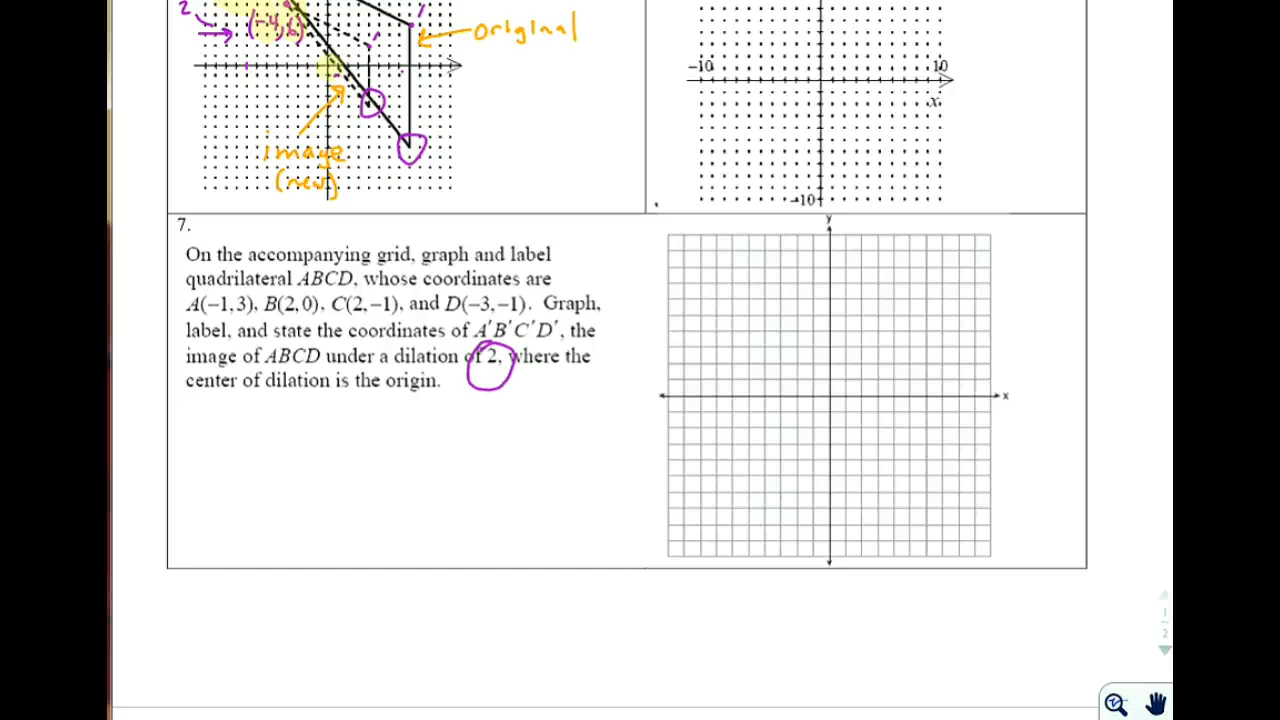 2
(-4,6)
original
image
(new)
-10
10
x
-10
7.
y
On the accompanying grid, graph and label
quadrilateral ABCD, whose coordinates are
A(−1,3), B(2,0), C(2,−1), and D(−3,−1). Graph,
label, and state the coordinates of A'B'C'D', the
image of ABCD under a dilation of 2, where the
center of dilation is the origin.
x
1
2